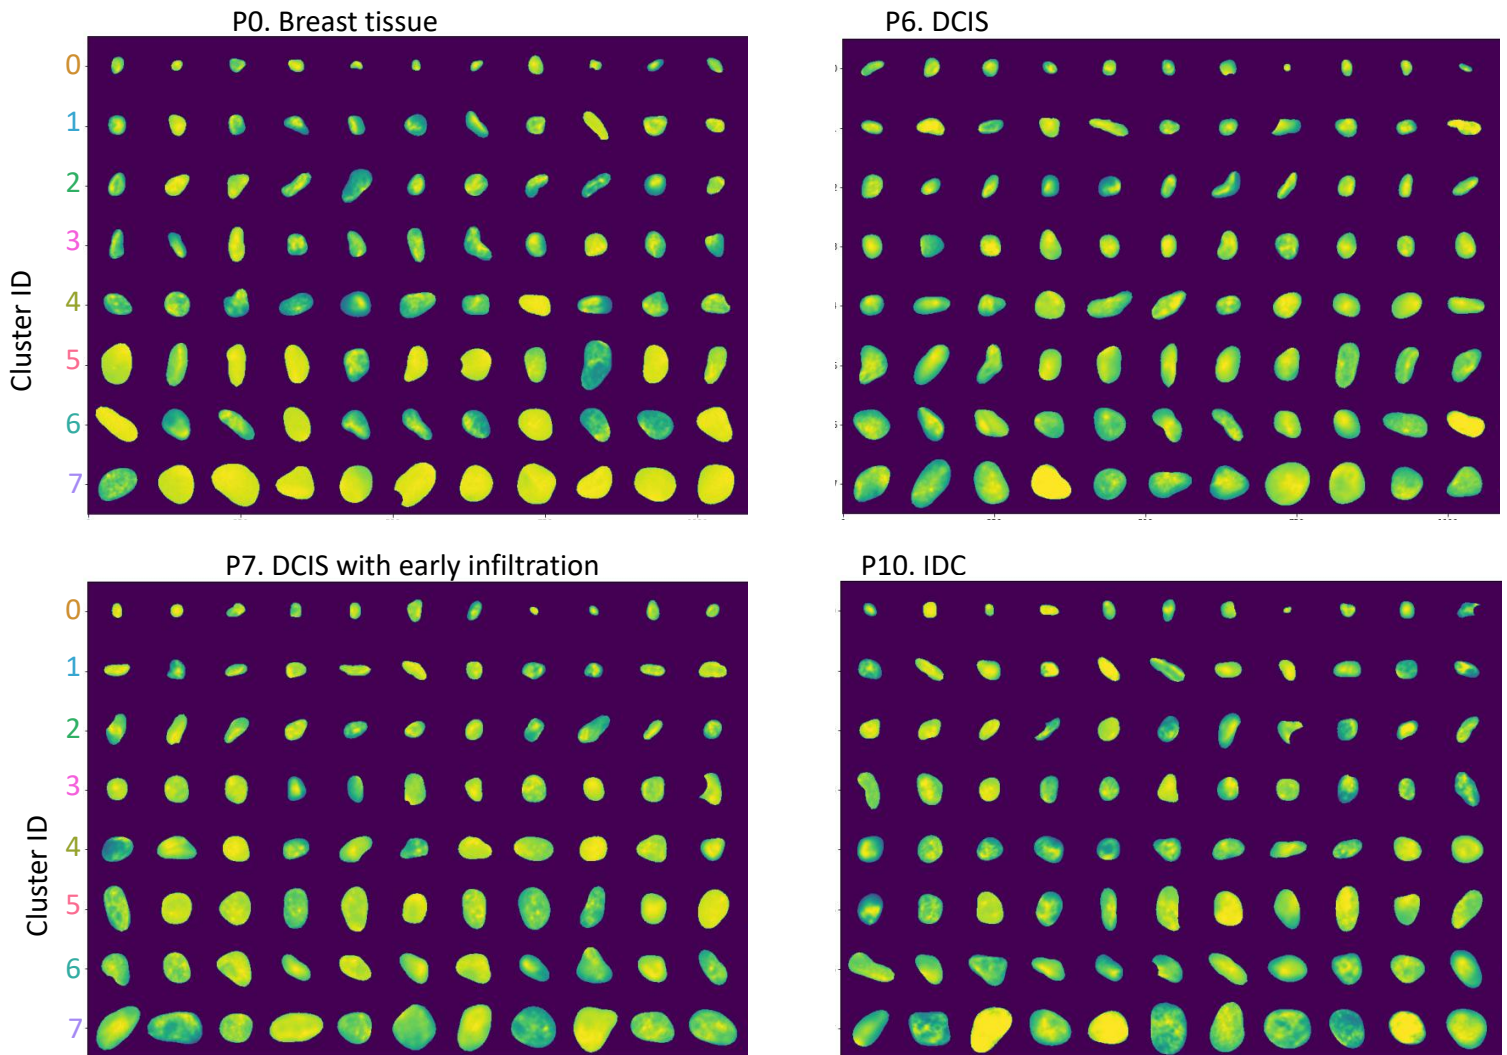 P0. Breast tissue
P6. DCIS
0
1
2
3
4
5
6
7
Cluster ID
P7. DCIS with early infiltration
P10. IDC
0
1
2
3
4
5
6
7
Cluster ID